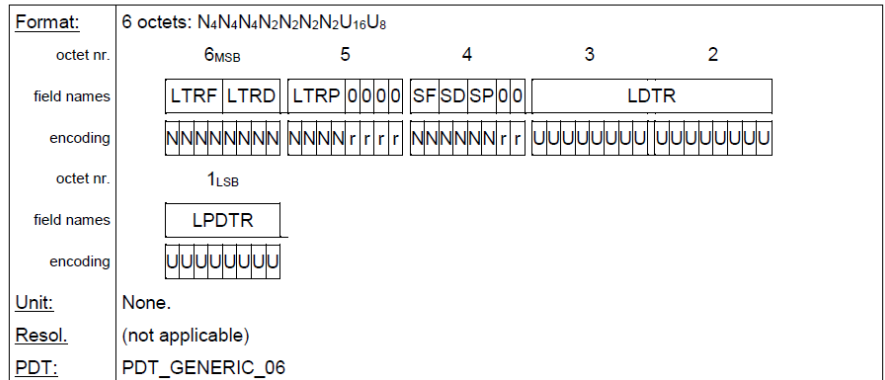 Format: 6 octets: N₄N₄N₄N₂N₂N₂N₂U₁₆U₈
octet nr. 6MSB 5 4 3 2
field names LTRF LTRD LTRP 0 0 0 0 SF SD SP 0 0 LDTR
encoding N N N N N N N N N N N N r r r r N N N N N N r r U U U U U U U U U U U U U U U U
octet nr. 1LSB
field names LPDTR
encoding U U U U U U U U
Unit: None.
Resol. (not applicable)
PDT: PDT_GENERIC_06